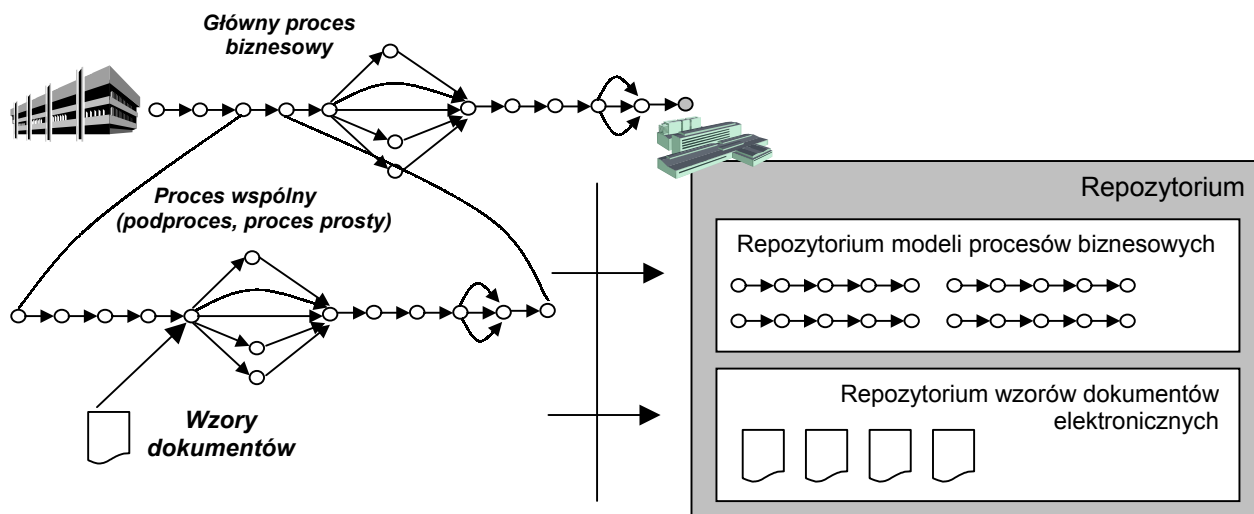 Główny proces
biznesowy
Proces wspólny
(podproces, proces prosty)
Wzory
dokumentów
Repozytorium
Repozytorium modeli procesów biznesowych
Repozytorium wzorów dokumentów
elektronicznych